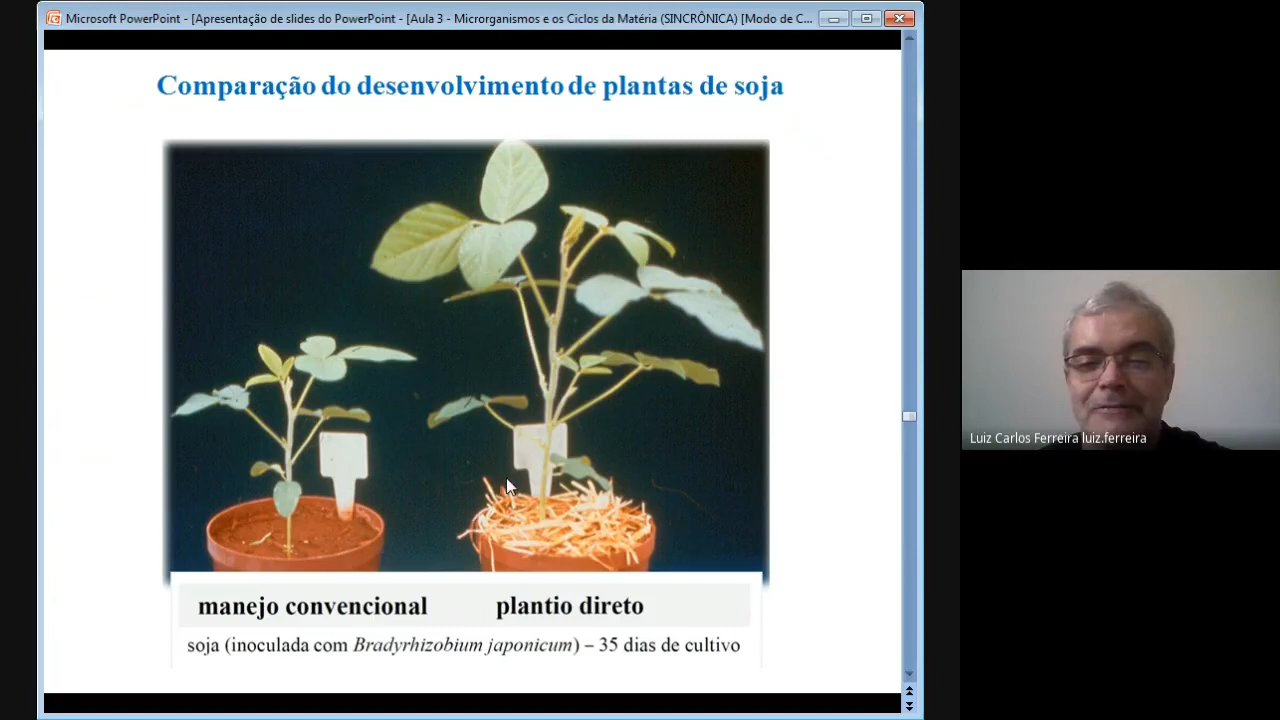 Microsoft PowerPoint - [Apresentação de slides do PowerPoint - [Aula 3 - Microrganismos e os Ciclos da Matéria (SINCRÔNICA) [Modo de C...
Comparação do desenvolvimento de plantas de soja
manejo convencional plantio direto
soja (inoculada com Bradyrhizobium japonicum) – 35 dias de cultivo
Luiz Carlos Ferreira luiz.ferreira